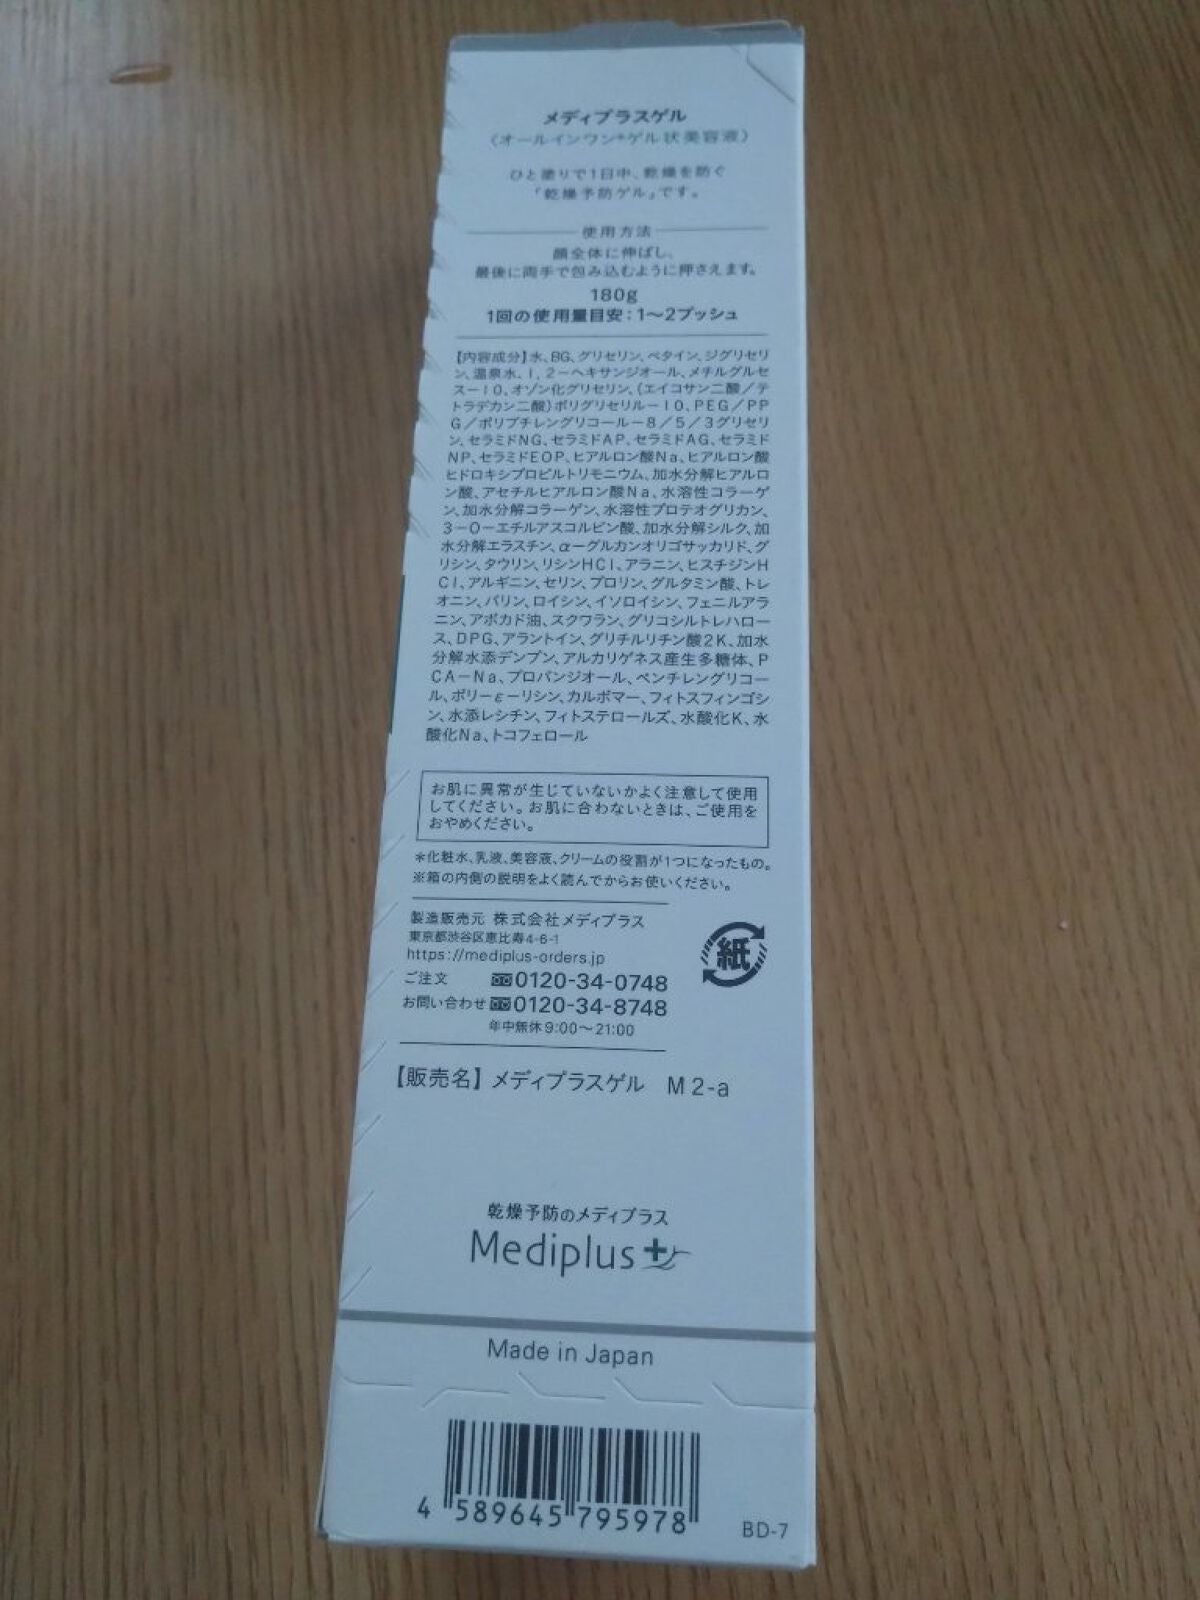 メディプラスゲル
〈オールインワン*ゲル状美容液〉
ひと塗りで1日中、乾燥を防ぐ
「乾燥予防ゲル」です。
使用方法
顔全体に伸ばし、
最後に両手で包み込むように押さえます。
180g
1回の使用量目安：1〜2プッシュ
【内容成分】水、BG、グリセリン、ベタイン、ジグリセリ
ン、温泉水、1，2－ヘキサンジオール、メチルグルセ
スー10、オゾン化グリセリン、（エイコサン二酸／テ
トラデカン二酸）ポリグリセリルー10、PEG／PP
G／ポリブチレングリコールー8／5／3グリセリ
ン、セラミドNG、セラミドAP、セラミドAG、セラミド
NP、セラミドEOP、ヒアルロン酸Na、ヒアルロン酸
ヒドロキシプロピルトリモニウム、加水分解ヒアルロ
ン酸、アセチルヒアルロン酸Na、水溶性コラーゲ
ン、加水分解コラーゲン、水溶性プロテオグリカン、
3－O－エチルアスコルビン酸、加水分解シルク、加
水分解エラスチン、α－グルカンオリゴサッカリド、グ
リシン、タウリン、リシンHCl、アラニン、ヒスチジンH
Cl、アルギニン、セリン、プロリン、グルタミン酸、トレ
オニン、バリン、ロイシン、イソロイシン、フェニルアラ
ニン、アボカド油、スクワラン、グリコシルトレハロー
ス、DPG、アラントイン、グリチルリチン酸2K、加水
分解水添デンプン、アルカリゲネス産生多糖体、P
CA－Na、プロパンジオール、ペンチレングリコー
ル、ポリーε－リシン、カルボマー、フィトスフィンゴシ
ン、水添レシチン、フィトステロールズ、水酸化K、水
酸化Na、トコフェロール
お肌に異常が生じていないかよく注意して使用
してください。お肌に合わないときは、ご使用を
おやめください。
＊化粧水、乳液、美容液、クリームの役割が1つになったもの。
※箱の内側の説明をよく読んでからお使いください。
製造販売元 株式会社メディプラス
東京都渋谷区恵比寿4-6-1
https://mediplus-orders.jp
ご注文 0120-34-0748
お問い合わせ 0120-34-8748
年中無休 9:00〜21:00
紙
【販売名】メディプラスゲル M2-a
乾燥予防のメディプラス
Mediplus
Made in Japan
4 589645 795978
BD-7